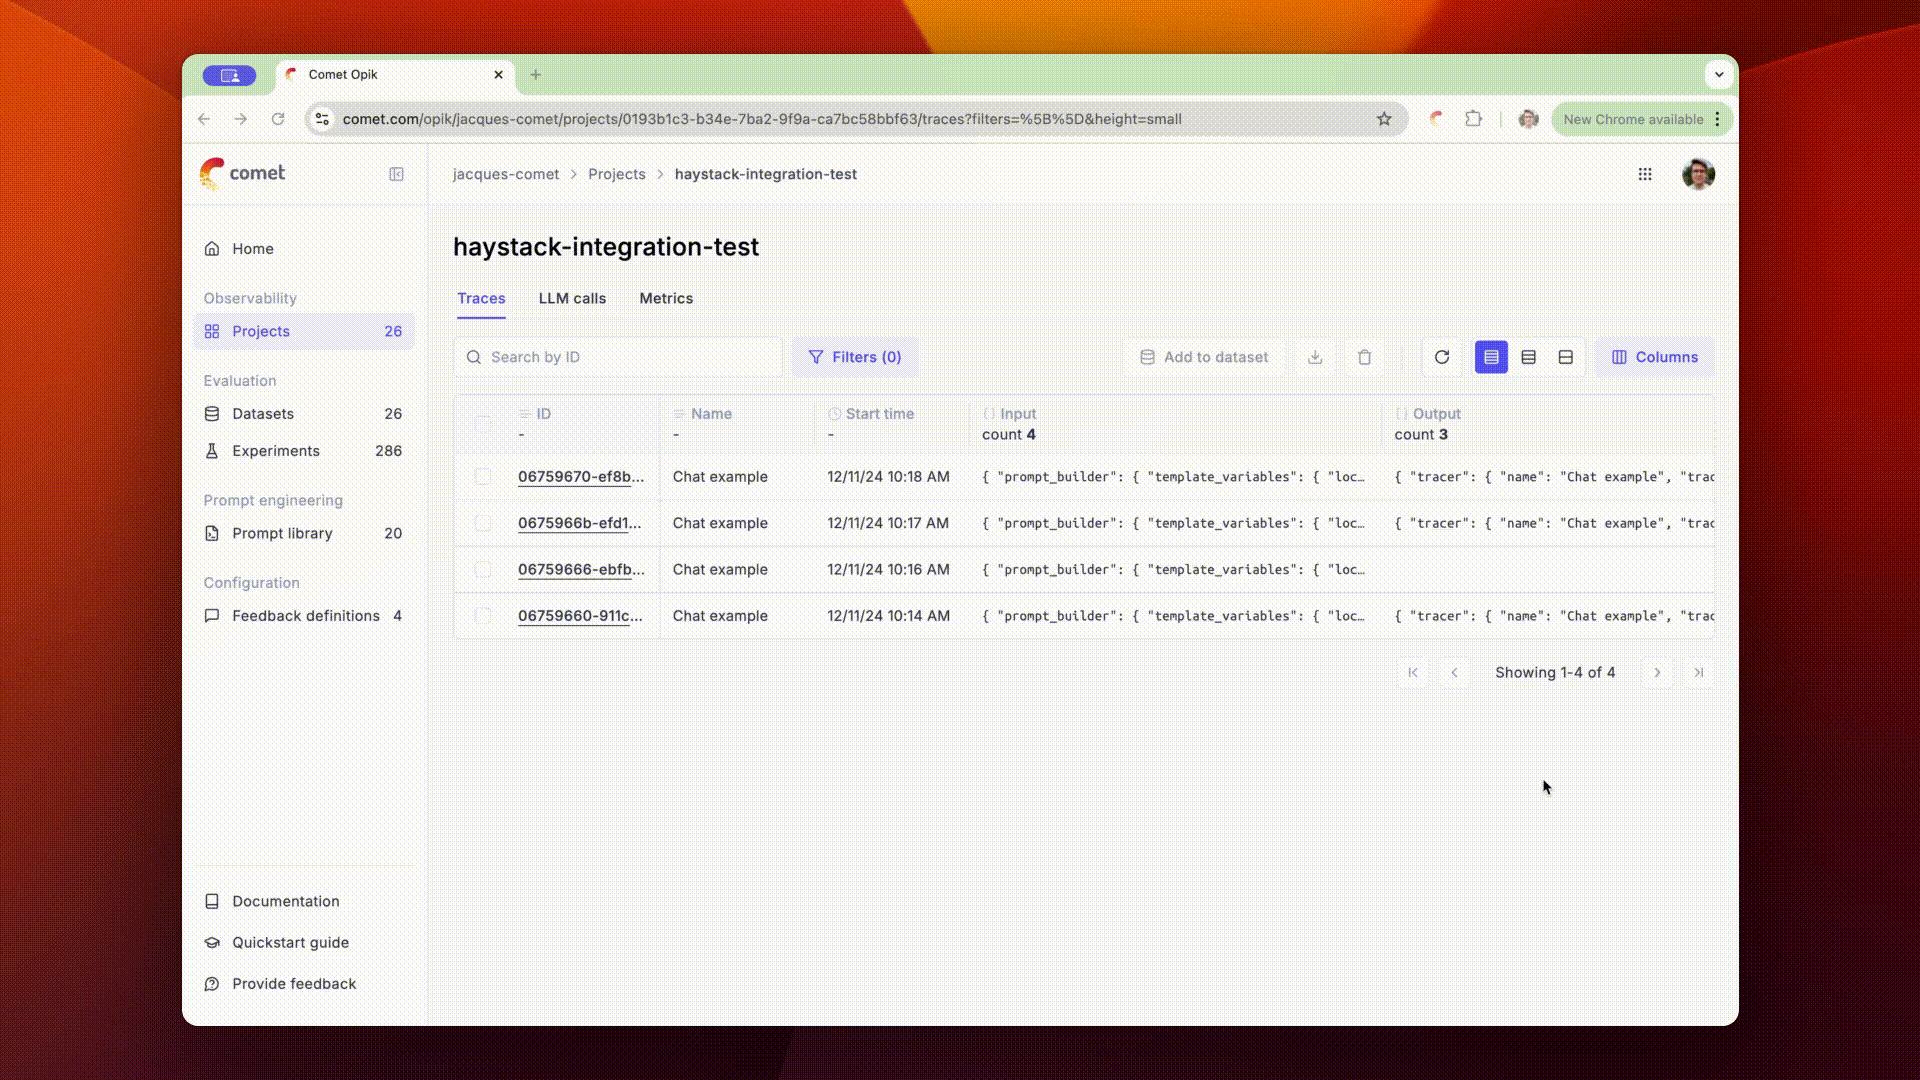 Comet Opik
comet.com/opik/jacques-comet/projects/0193b1c3-b34e-7ba2-9f9a-ca7bc58bbf63/traces?filters=%5B%5D&height=small
New Chrome available
comet
jacques-comet > Projects > haystack-integration-test
Home
Observability
Projects 26
Evaluation
Datasets 26
Experiments 286
Prompt engineering
Prompt library 20
Configuration
Feedback definitions 4
Documentation
Quickstart guide
Provide feedback
haystack-integration-test
Traces LLM calls Metrics
Search by ID Filters (0) Add to dataset Columns
ID Name Start time Input Output
- - - count 4 count 3
06759670-ef8b... Chat example 12/11/24 10:18 AM { "prompt_builder": { "template_variables": { "loc... { "tracer": { "name": "Chat example", "trac
0675966b-efd1... Chat example 12/11/24 10:17 AM { "prompt_builder": { "template_variables": { "loc... { "tracer": { "name": "Chat example", "trac
06759666-ebfb... Chat example 12/11/24 10:16 AM { "prompt_builder": { "template_variables": { "loc...
06759660-911c... Chat example 12/11/24 10:14 AM { "prompt_builder": { "template_variables": { "loc... { "tracer": { "name": "Chat example", "trac
Showing 1-4 of 4